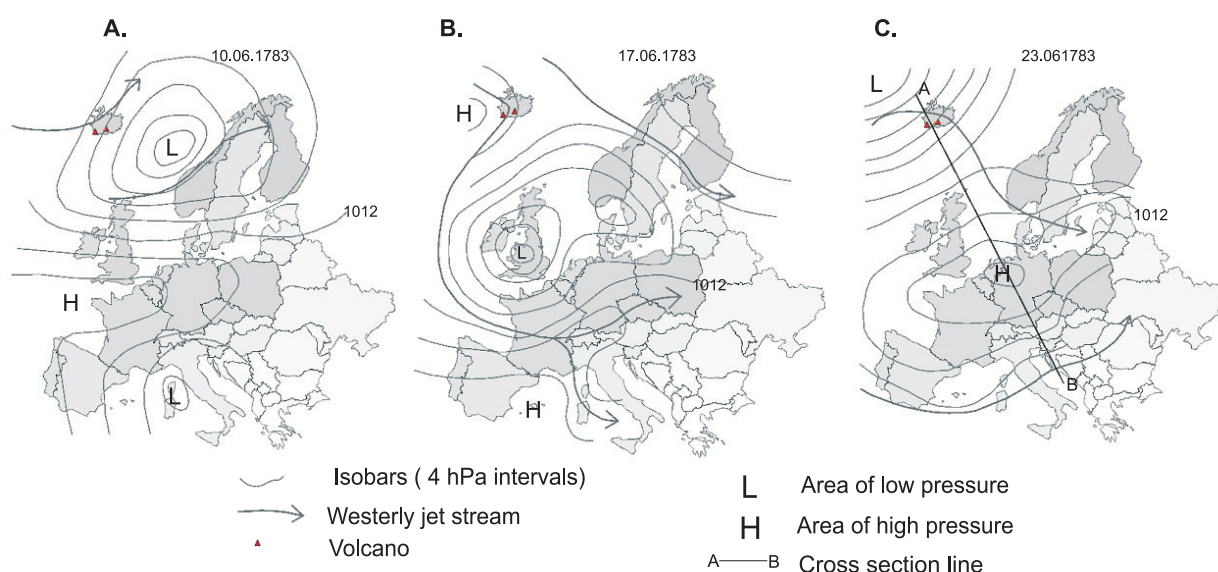 A.
B.
C.
10.06.1783
17.06.1783
23.061783
L
H
A
L
H
L
1012
H
L
1012
H
1012
L
H
B
Isobars ( 4 hPa intervals)
Westerly jet stream
Volcano
L Area of low pressure
H Area of high pressure
A B Cross section line